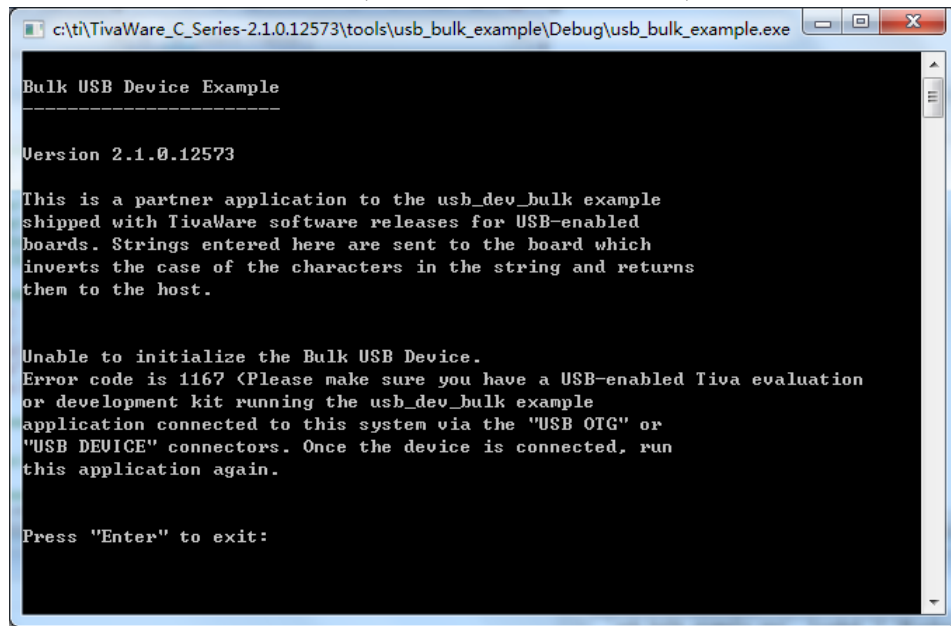 c:\ti\TivaWare_C_Series-2.1.0.12573\tools\usb_bulk_example\Debug\usb_bulk_example.exe
Bulk USB Device Example
-----------------------
Version 2.1.0.12573
This is a partner application to the usb_dev_bulk example
shipped with TivaWare software releases for USB-enabled
boards. Strings entered here are sent to the board which
inverts the case of the characters in the string and returns
them to the host.
Unable to initialize the Bulk USB Device.
Error code is 1167 (Please make sure you have a USB-enabled Tiva evaluation
or development kit running the usb_dev_bulk example
application connected to this system via the "USB OTG" or
"USB DEVICE" connectors. Once the device is connected, run
this application again.
Press "Enter" to exit: